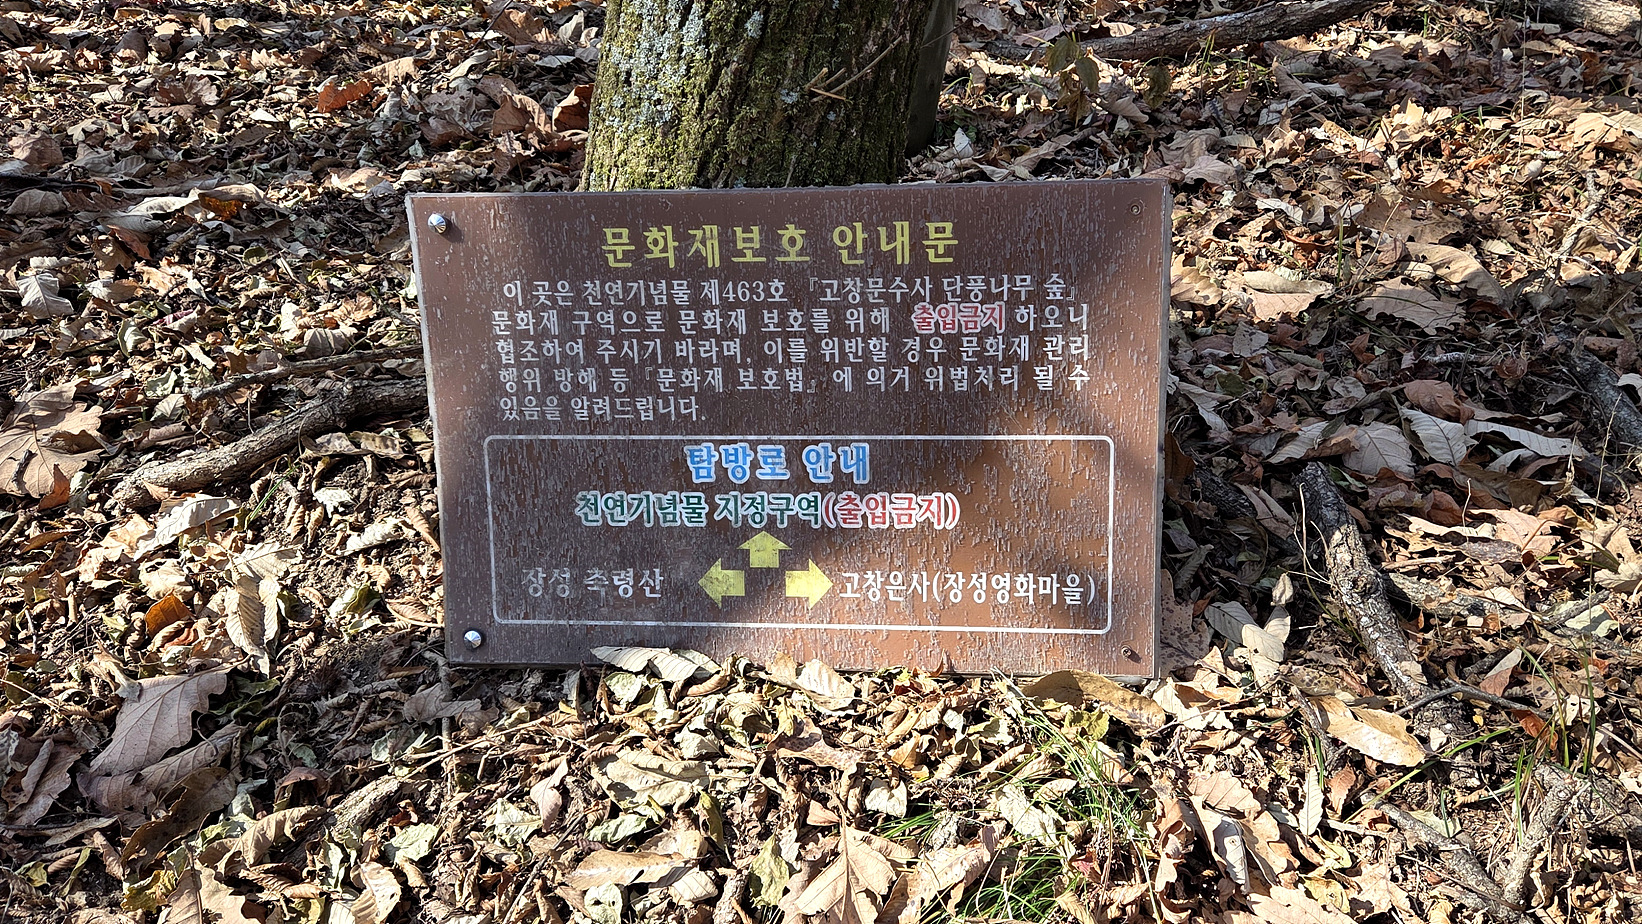 문화재보호 안내문
이 곳은 천연기념물 제463호 『고창문수사 단풍나무 숲』
문화재 구역으로 문화재 보호를 위해 출입금지 하오니
협조하여 주시기 바라며, 이를 위반할 경우 문화재 관리
행위 방해 등 『문화재 보호법』에 의거 위법처리 될 수
있음을 알려드립니다.
탐방로 안내
천연기념물 지정구역(출입금지)
장성 축령산 고창은사(장성영화마을)